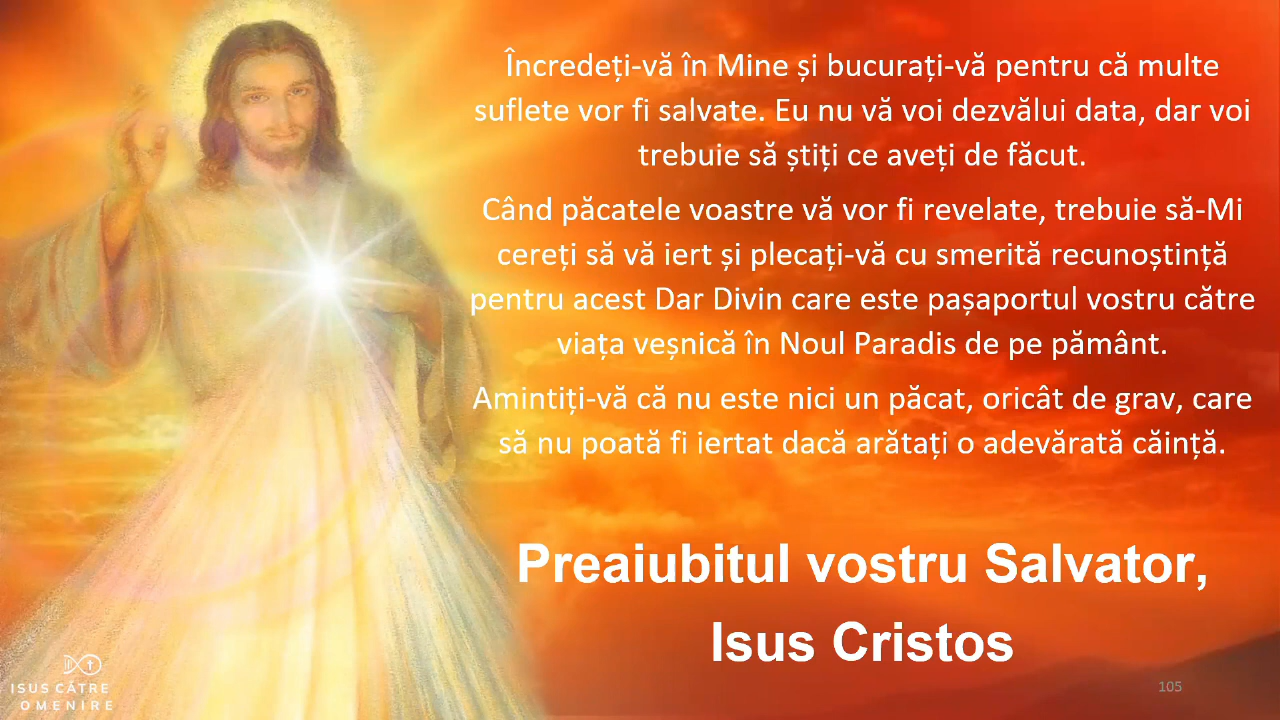 Încredeți-vă în Mine și bucurați-vă pentru că multe
suflete vor fi salvate. Eu nu vă voi dezvălui data, dar voi
trebuie să știți ce aveți de făcut.
Când păcatele voastre vă vor fi revelate, trebuie să-Mi
cereți să vă iert și plecați-vă cu smerită recunoștință
pentru acest Dar Divin care este pașaportul vostru către
viața veșnică în Noul Paradis de pe pământ.
Amintiți-vă că nu este nici un păcat, oricât de grav, care
să nu poată fi iertat dacă arătați o adevărată căință.
Preaiubitul vostru Salvator,
Isus Cristos
ISUS CĂTRE
OMENIRE
105